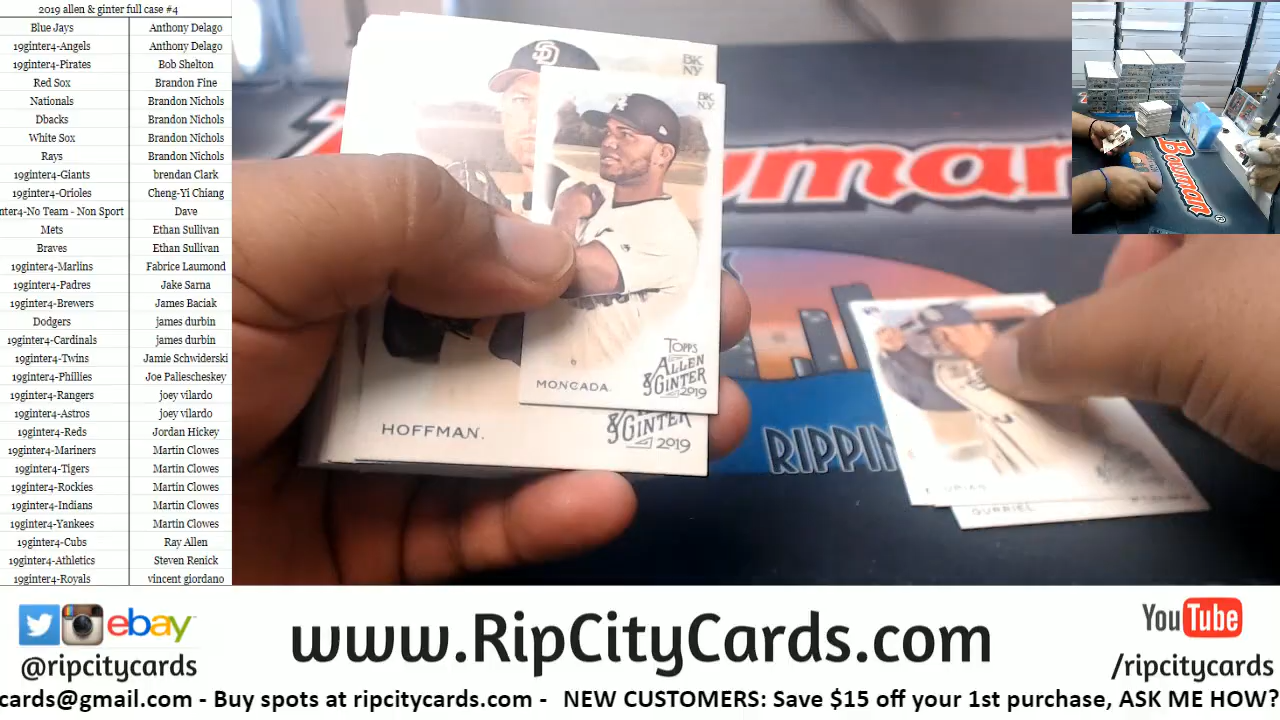 2019 allen & ginter full case #4
Blue Jays Anthony Delago
19ginter4-Angels Anthony Delago
19ginter4-Pirates Bob Shelton
Red Sox Brandon Fine
Nationals Brandon Nichols
Dbacks Brandon Nichols
White Sox Brandon Nichols
Rays Brandon Nichols
19ginter4-Giants brendan Clark
19ginter4-Orioles Cheng-Yi Chiang
nter4-No Team - Non Sport Dave
Mets Ethan Sullivan
Braves Ethan Sullivan
19ginter4-Marlins Fabrice Laumond
19ginter4-Padres Jake Sarna
19ginter4-Brewers James Baciak
Dodgers james durbin
19ginter4-Cardinals james durbin
19ginter4-Twins Jamie Schwiderski
19ginter4-Phillies Joe Paliescheskey
19ginter4-Rangers joey vilardo
19ginter4-Astros joey vilardo
19ginter4-Reds Jordan Hickey
19ginter4-Mariners Martin Clowes
19ginter4-Tigers Martin Clowes
19ginter4-Rockies Martin Clowes
19ginter4-Indians Martin Clowes
19ginter4-Yankees Martin Clowes
19ginter4-Cubs Ray Allen
19ginter4-Athletics Steven Renick
19ginter4-Royals vincent giordano
SD
BK
NY
BK
NY
MONCADA.
TOPPS
ALLEN
& GINTER
2019
HOFFMAN.
& GINTER
2019
owman
RIPPIN
GURRIEL
Bowman
ebay
@ripcitycards
www.RipCityCards.com
YouTube
/ripcitycards
cards@gmail.com - Buy spots at ripcitycards.com - NEW CUSTOMERS: Save $15 off your 1st purchase, ASK ME HOW?